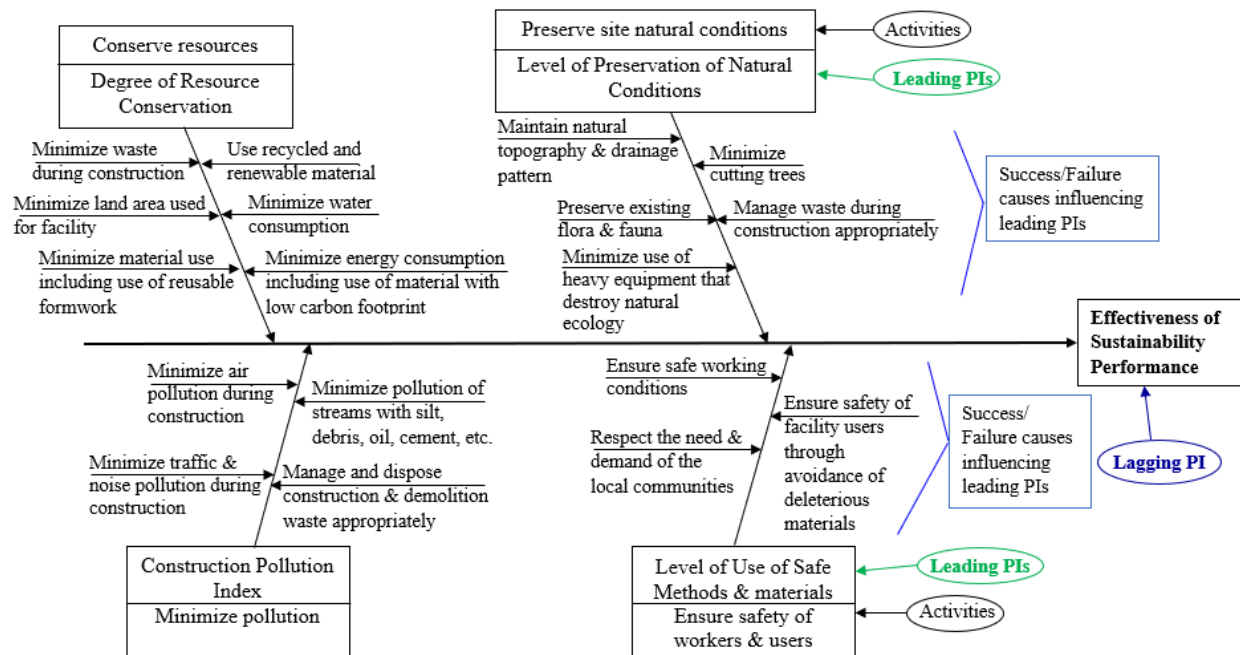 Conserve resources
Degree of Resource
Conservation
Preserve site natural conditions
Level of Preservation of Natural
Conditions
Activities
Leading PIs
Minimize waste
during construction
Use recycled and
renewable material
Minimize land area used
for facility
Minimize water
consumption
Minimize material use
including use of reusable
formwork
Minimize energy consumption
including use of material with
low carbon footprint
Maintain natural
topography & drainage
pattern
Minimize
cutting trees
Preserve existing
flora & fauna
Manage waste during
construction appropriately
Minimize use of
heavy equipment that
destroy natural
ecology
Success/Failure
causes influencing
leading PIs
Effectiveness of
Sustainability
Performance
Lagging PI
Minimize air
pollution during
construction
Minimize pollution of
streams with silt,
debris, oil, cement, etc.
Minimize traffic &
noise pollution during
construction
Manage and dispose
construction & demolition
waste appropriately
Ensure safe working
conditions
Ensure safety of
facility users
through
avoidance of
deleterious
materials
Respect the need &
demand of the
local communities
Success/
Failure causes
influencing
leading PIs
Construction Pollution
Index
Minimize pollution
Level of Use of Safe
Methods & materials
Ensure safety of
workers & users
Leading PIs
Activities